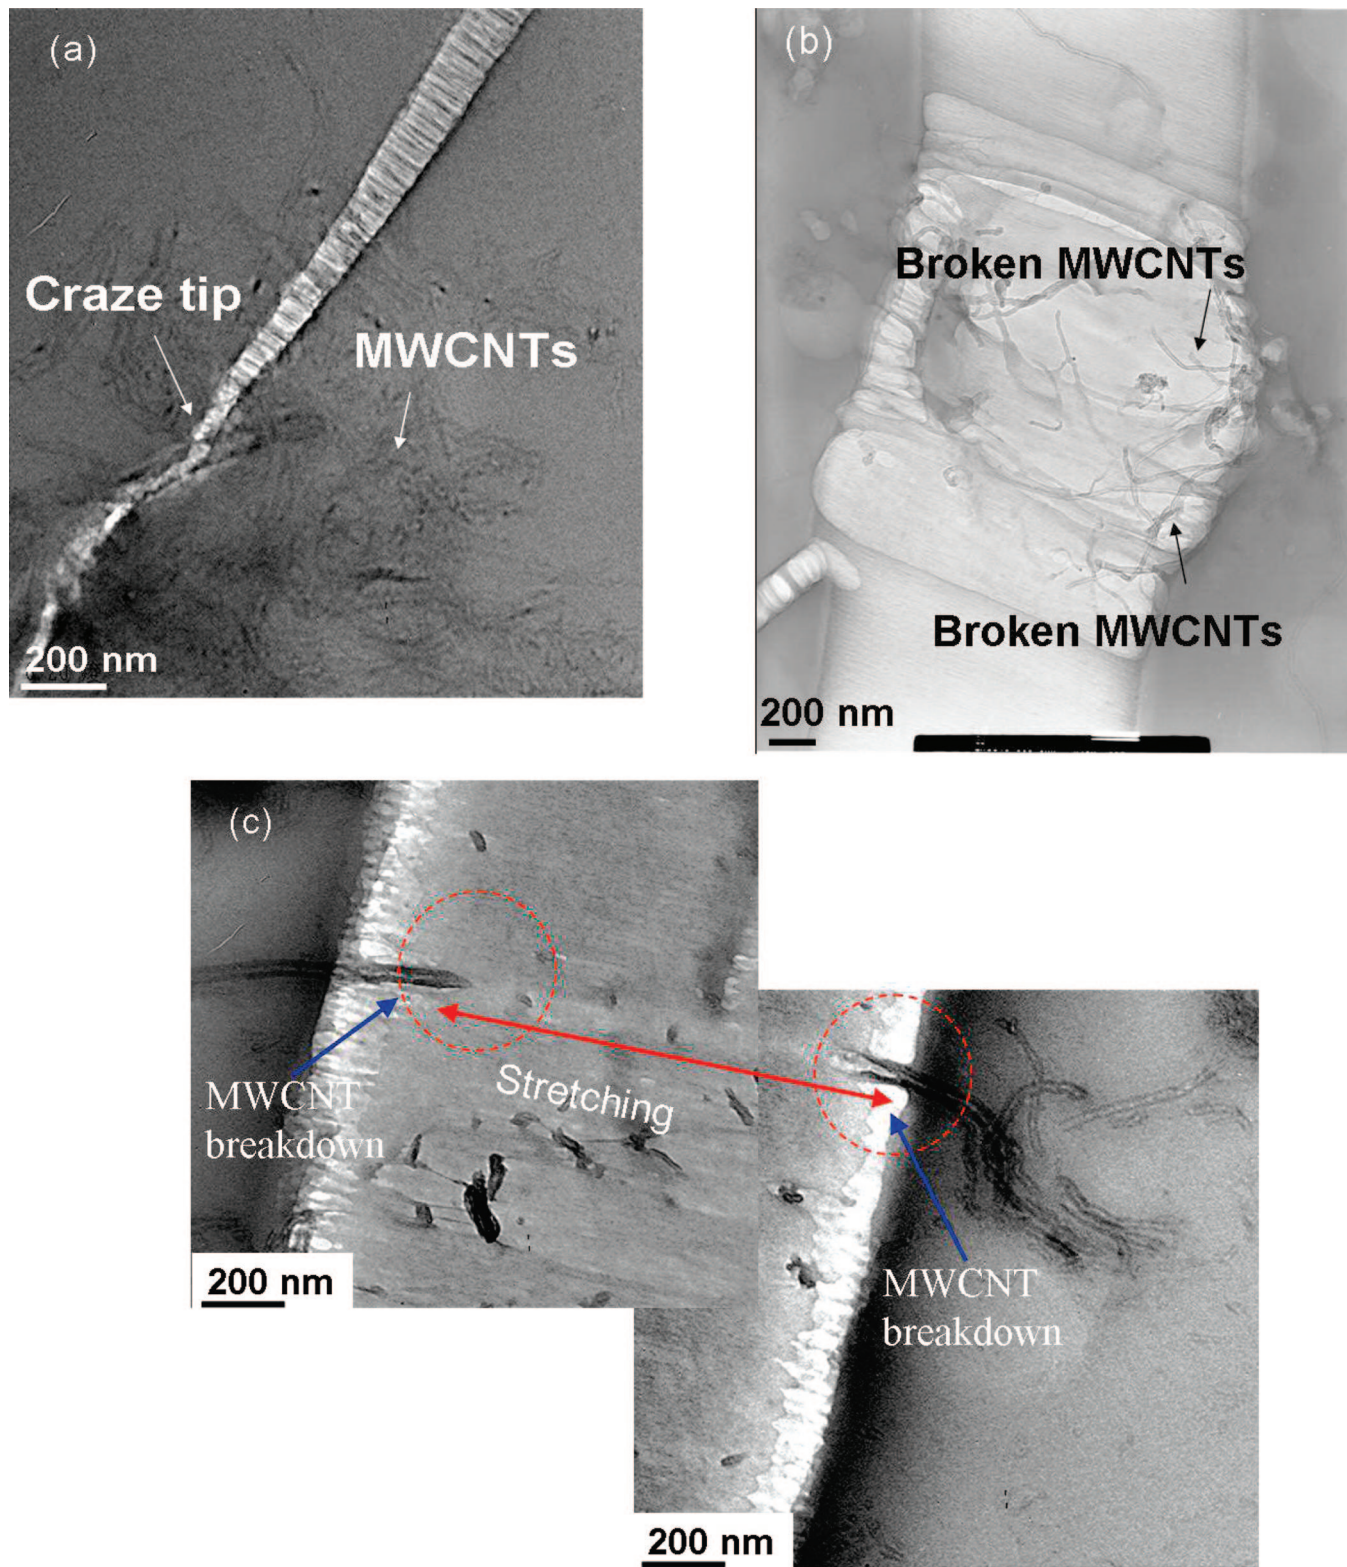 (a)
Craze tip
MWCNTs
200 nm
(b)
Broken MWCNTs
Broken MWCNTs
200 nm
(c)
MWCNT
breakdown
Stretching
200 nm
MWCNT
breakdown
200 nm